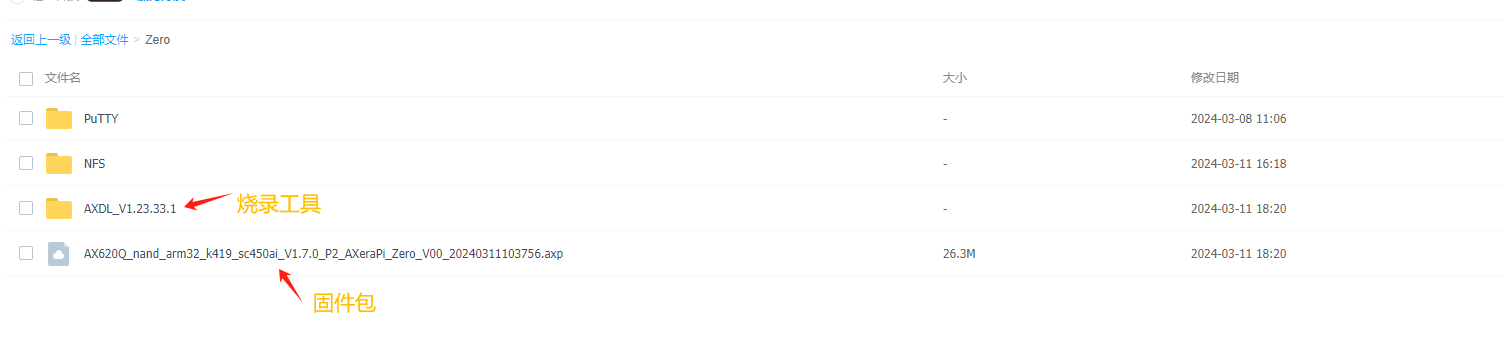 返回上一级 | 全部文件 > Zero
文件名 大小 修改日期
PuTTY - 2024-03-08 11:06
NFS - 2024-03-11 16:18
AXDL_V1.23.33.1 烧录工具 - 2024-03-11 18:20
AX620Q_nand_arm32_k419_sc450ai_V1.7.0_P2_AXeraPi_Zero_V00_20240311103756.axp 26.3M 2024-03-11 18:20
固件包